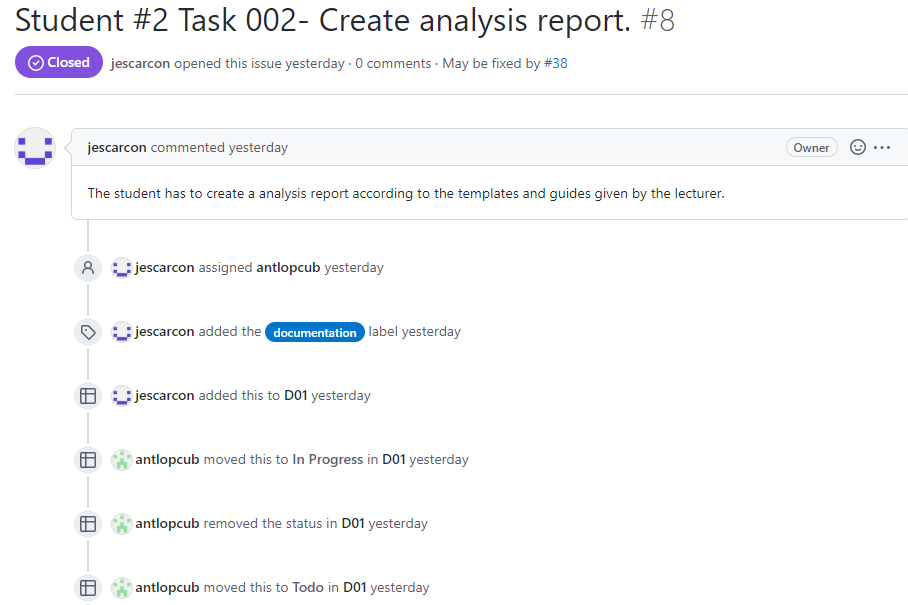 Student #2 Task 002- Create analysis report. #8
Closed jescarcon opened this issue yesterday · 0 comments · May be fixed by #38
jescarcon commented yesterday Owner
The student has to create a analysis report according to the templates and guides given by the lecturer.
jescarcon assigned antlopcub yesterday
jescarcon added the documentation label yesterday
jescarcon added this to D01 yesterday
antlopcub moved this to In Progress in D01 yesterday
antlopcub removed the status in D01 yesterday
antlopcub moved this to Todo in D01 yesterday